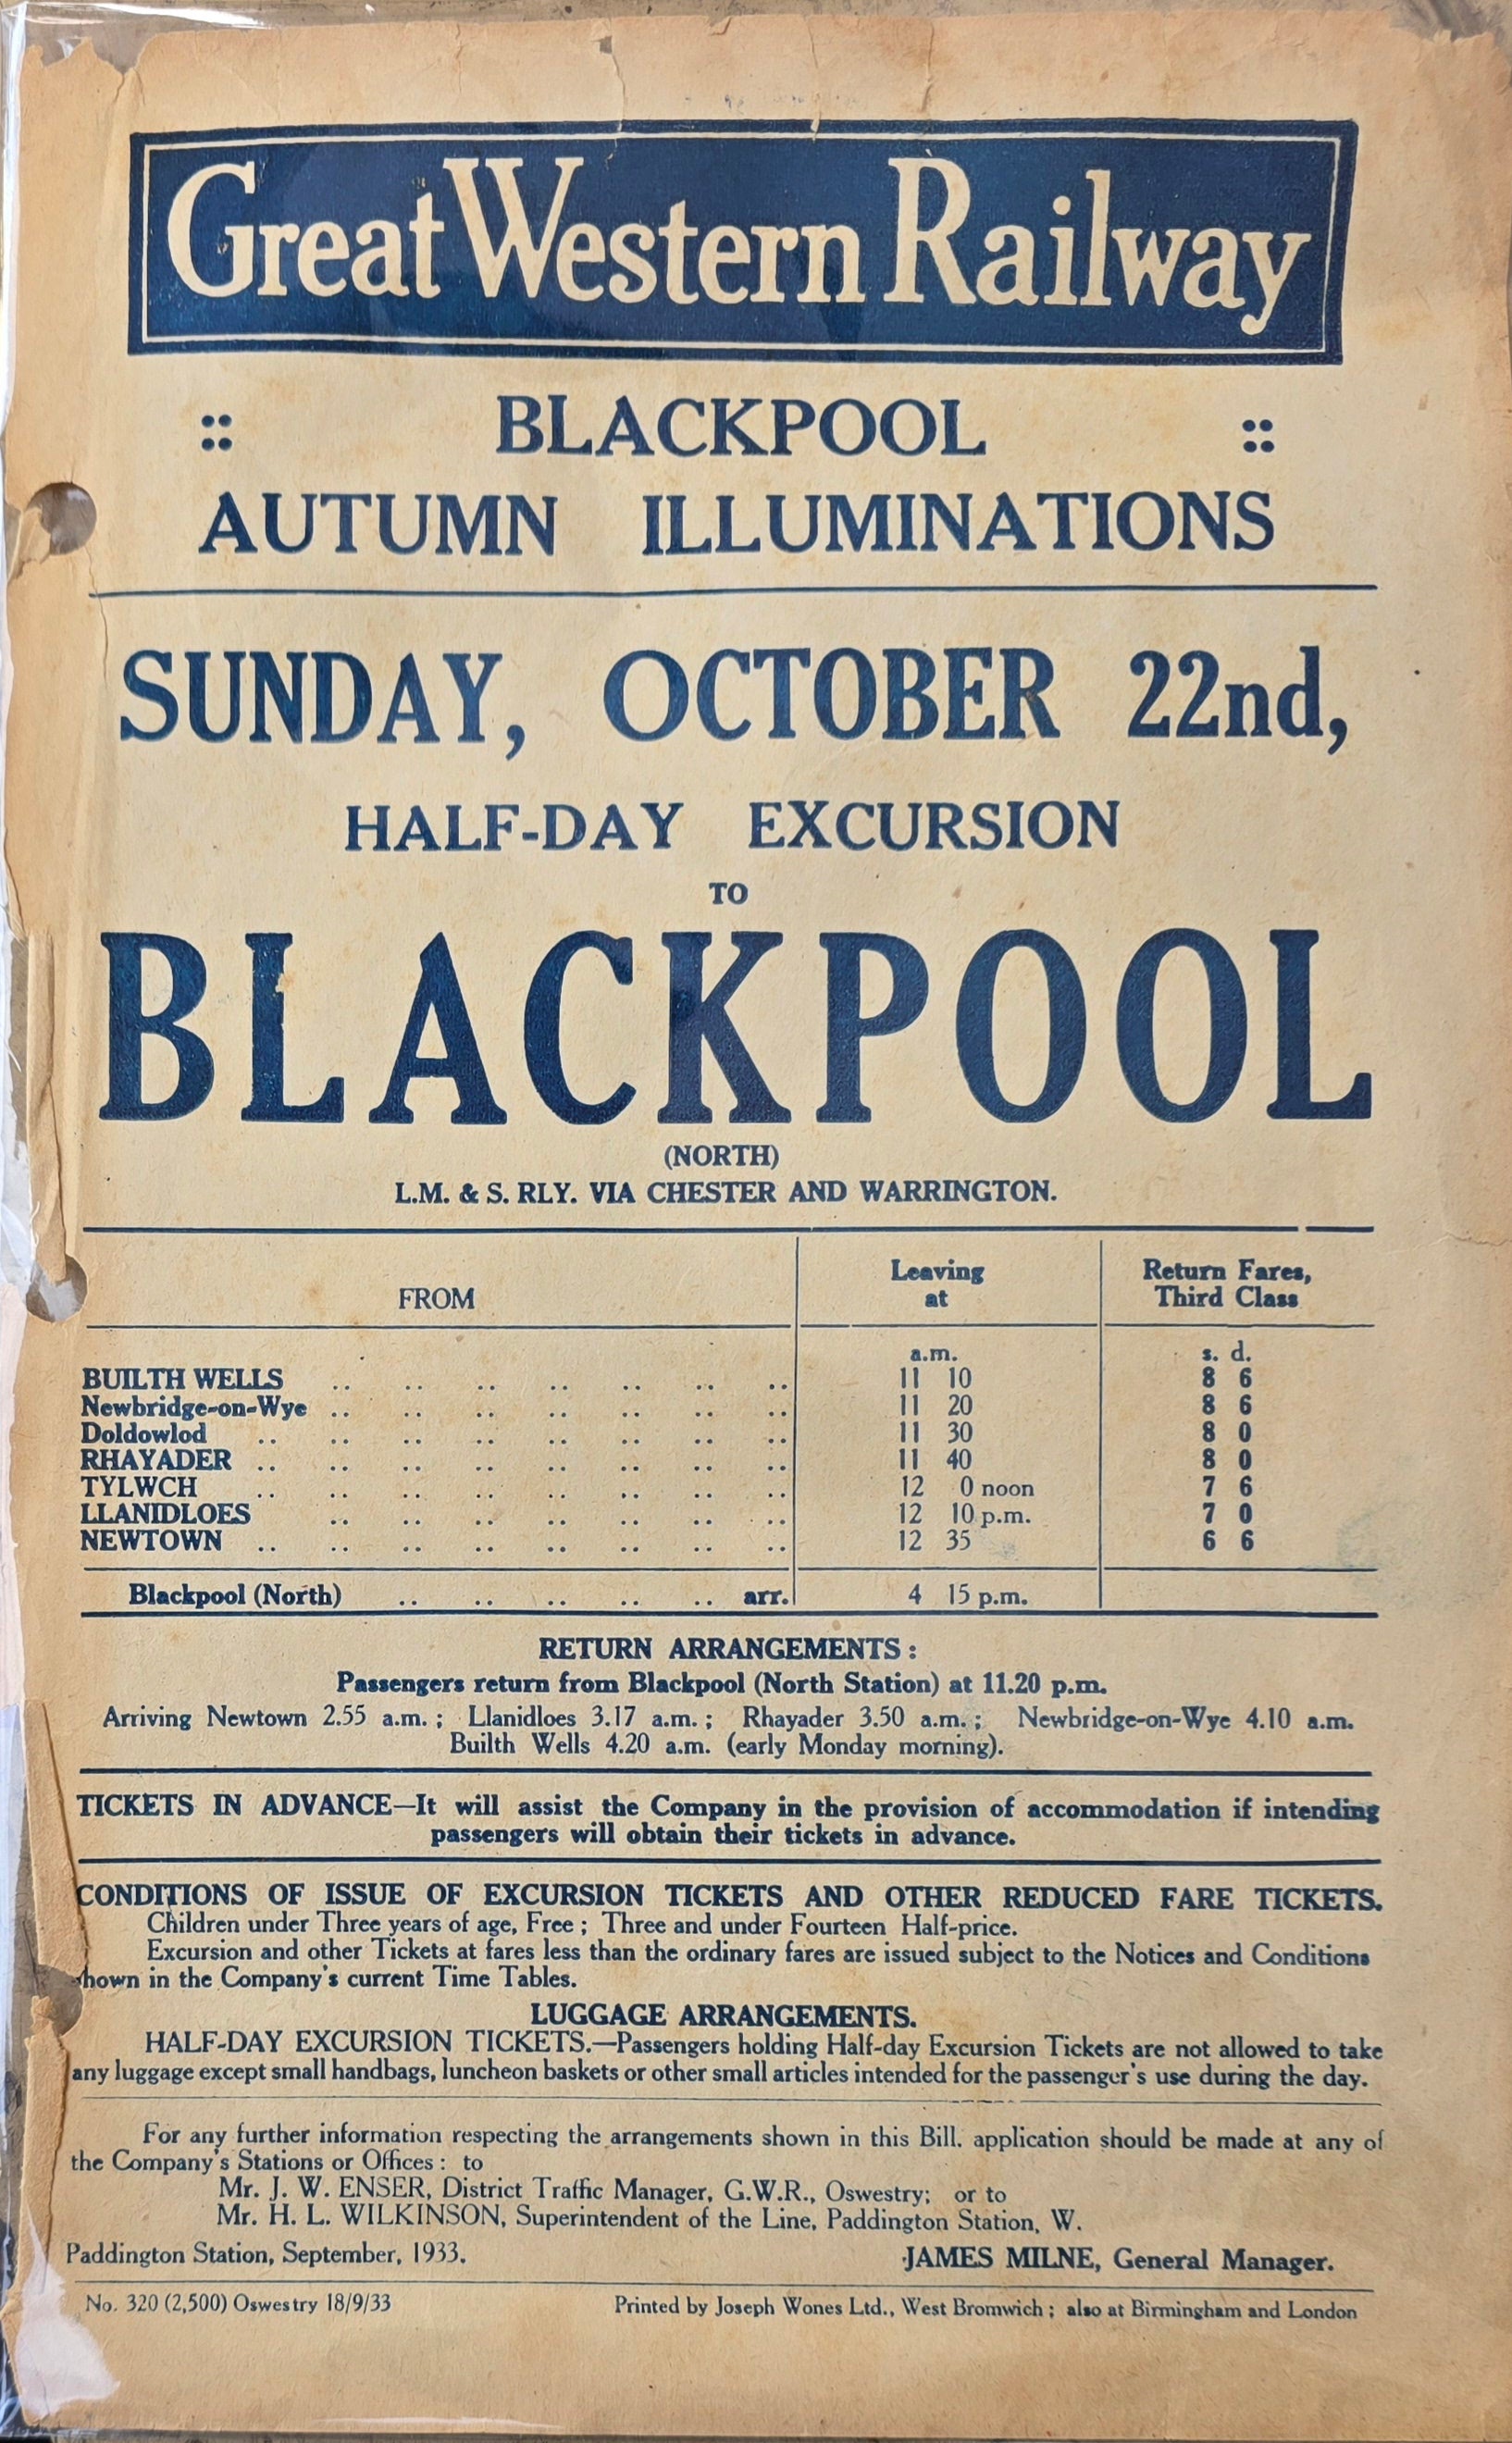 Great Western Railway
:: BLACKPOOL ::
AUTUMN ILLUMINATIONS
SUNDAY, OCTOBER 22nd,
HALF-DAY EXCURSION
TO
BLACKPOOL
(NORTH)
L.M. & S. RLY. VIA CHESTER AND WARRINGTON.
FROM Leaving at Return Fares, Third Class
a.m. s. d.
BUILTH WELLS .. .. .. .. .. .. .. 11 10 8 6
Newbridge-on-Wye .. .. .. .. .. .. .. 11 20 8 6
Doldowlod .. .. .. .. .. .. .. .. 11 30 8 0
RHAYADER .. .. .. .. .. .. .. .. 11 40 8 0
TYLWCH .. .. .. .. .. .. .. .. 12 0 noon 7 6
LLANIDLOES .. .. .. .. .. .. .. 12 10 p.m. 7 0
NEWTOWN .. .. .. .. .. .. .. .. 12 35 6 6
Blackpool (North) .. .. .. .. .. arr. 4 15 p.m.
RETURN ARRANGEMENTS :
Passengers return from Blackpool (North Station) at 11.20 p.m.
Arriving Newtown 2.55 a.m. ; Llanidloes 3.17 a.m. ; Rhayader 3.50 a.m. ; Newbridge-on-Wye 4.10 a.m.
Builth Wells 4.20 a.m. (early Monday morning).
TICKETS IN ADVANCE—It will assist the Company in the provision of accommodation if intending
passengers will obtain their tickets in advance.
CONDITIONS OF ISSUE OF EXCURSION TICKETS AND OTHER REDUCED FARE TICKETS.
Children under Three years of age, Free ; Three and under Fourteen Half-price.
Excursion and other Tickets at fares less than the ordinary fares are issued subject to the Notices and Conditions
shown in the Company's current Time Tables.
LUGGAGE ARRANGEMENTS.
HALF-DAY EXCURSION TICKETS.—Passengers holding Half-day Excursion Tickets are not allowed to take
any luggage except small handbags, luncheon baskets or other small articles intended for the passenger's use during the day.
For any further information respecting the arrangements shown in this Bill. application should be made at any of
the Company's Stations or Offices : to
Mr. J. W. ENSER, District Traffic Manager, G.W.R., Oswestry; or to
Mr. H. L. WILKINSON, Superintendent of the Line, Paddington Station, W.
Paddington Station, September, 1933. JAMES MILNE, General Manager.
No. 320 (2,500) Oswestry 18/9/33 Printed by Joseph Wones Ltd., West Bromwich ; also at Birmingham and London